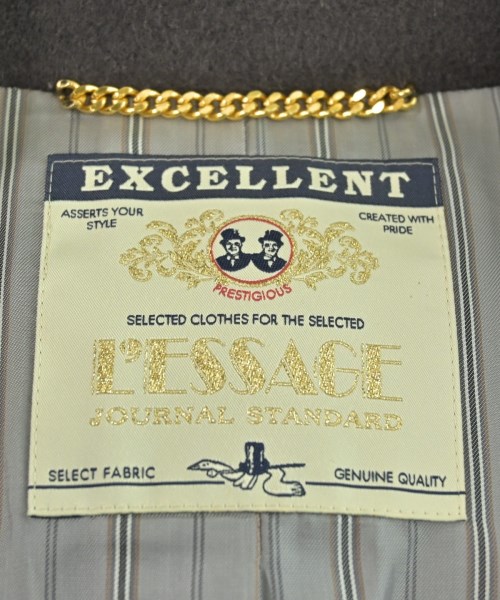 EXCELLENT
ASSERTS YOUR
STYLE
CREATED WITH
PRIDE
PRESTIGIOUS
SELECTED CLOTHES FOR THE SELECTED
L'ESSAGE
JOURNAL STANDARD
SELECT FABRIC
GENUINE QUALITY